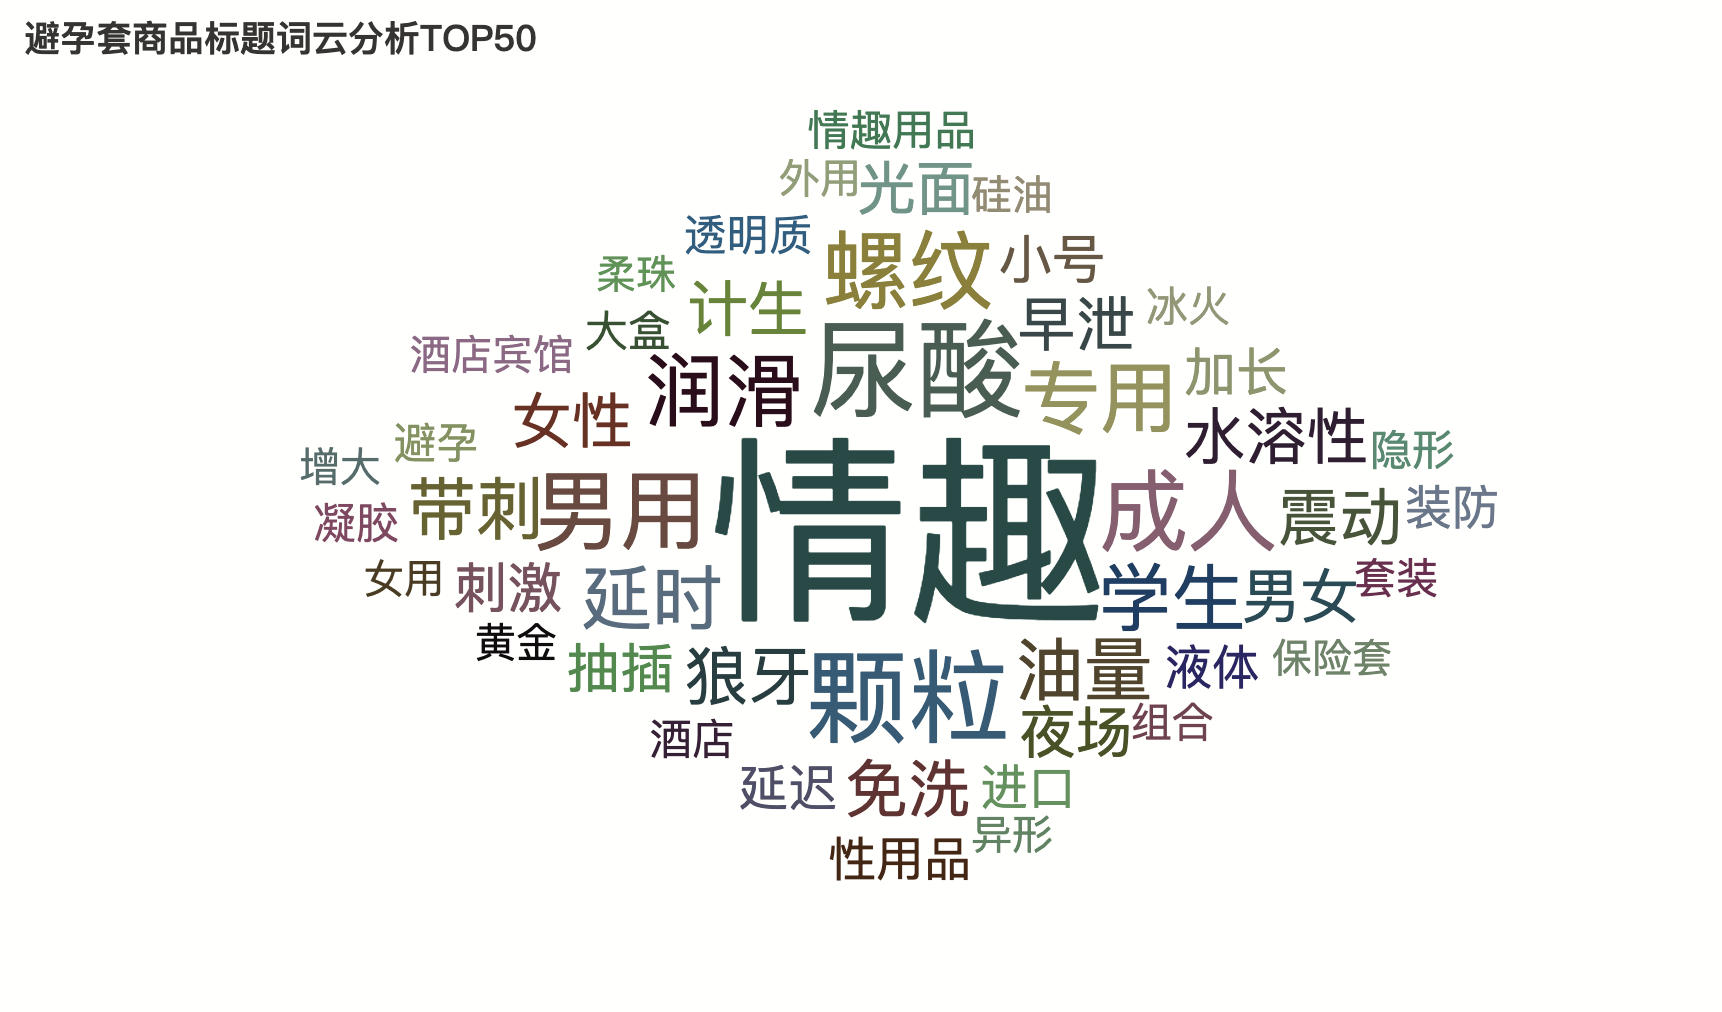 避孕套商品标题词云分析TOP50
情趣用品
外用 光面 硅油
透明质 螺纹 小号
柔珠 计生 早泄 冰火
酒店宾馆 大盒 润滑 尿酸 专用 加长
女性 水溶性
增大 避孕 隐形
凝胶 带刺 男用 情趣 成人 震动 装防
女用 刺激 延时 学生 男女 套装
黄金 抽插 狼牙 颗粒 油量 液体 保险套
酒店 夜场 组合
延迟 免洗 进口
性用品 异形